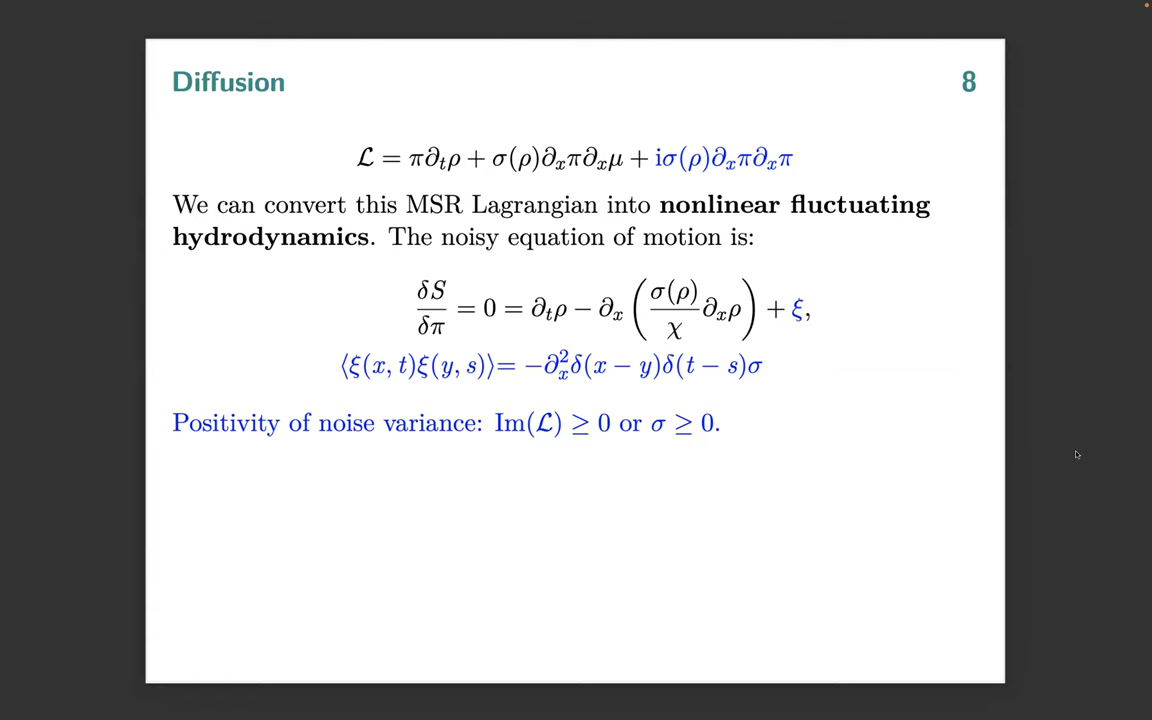 Diffusion 8
ℒ = π∂ₜρ + σ(ρ)∂ₓπ∂ₓμ + iσ(ρ)∂ₓπ∂ₓπ
We can convert this MSR Lagrangian into nonlinear fluctuating
hydrodynamics. The noisy equation of motion is:
δS/δπ = 0 = ∂ₜρ − ∂ₓ (σ(ρ)/χ ∂ₓρ) + ξ,
⟨ξ(x, t)ξ(y, s)⟩= −∂ₓ²δ(x − y)δ(t − s)σ
Positivity of noise variance: Im(ℒ) ≥ 0 or σ ≥ 0.